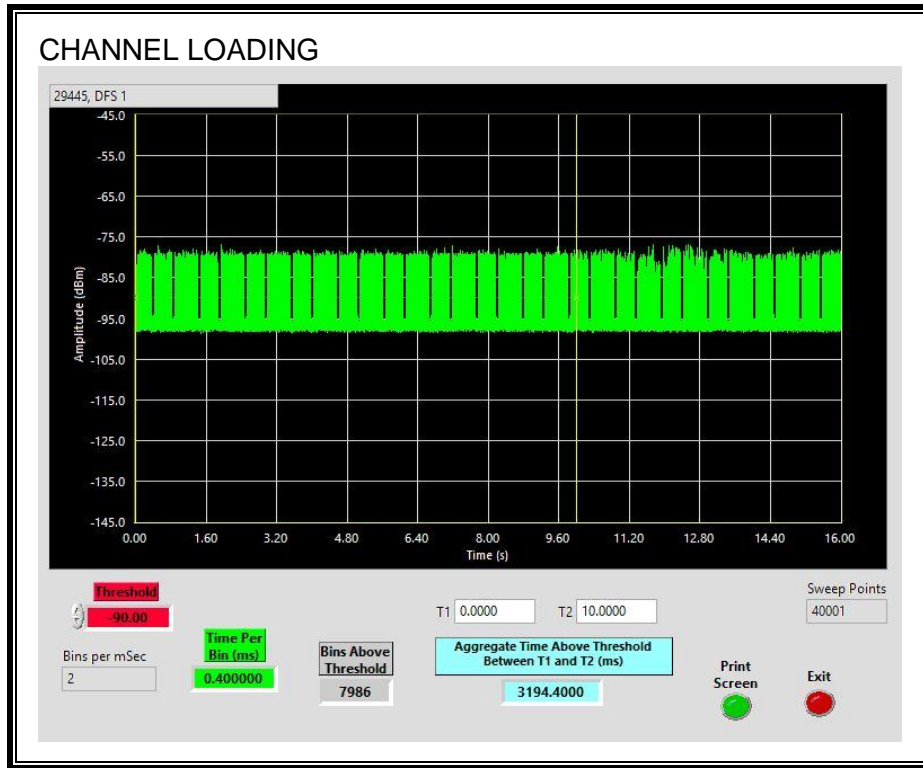 CHANNEL LOADING
29445, DFS 1
-45.0
-55.0
-65.0
-75.0
-85.0
-95.0
-105.0
-115.0
-125.0
-135.0
-145.0
Amplitude (dBm)
0.00 1.60 3.20 4.80 6.40 8.00 9.60 11.20 12.80 14.40 16.00
Time (s)
Threshold
-90.00
Bins per mSec
2
Time Per
Bin (ms)
0.400000
Bins Above
Threshold
7986
T1 0.0000 T2 10.0000
Aggregate Time Above Threshold
Between T1 and T2 (ms)
3194.4000
Print
Screen
Sweep Points
40001
Exit